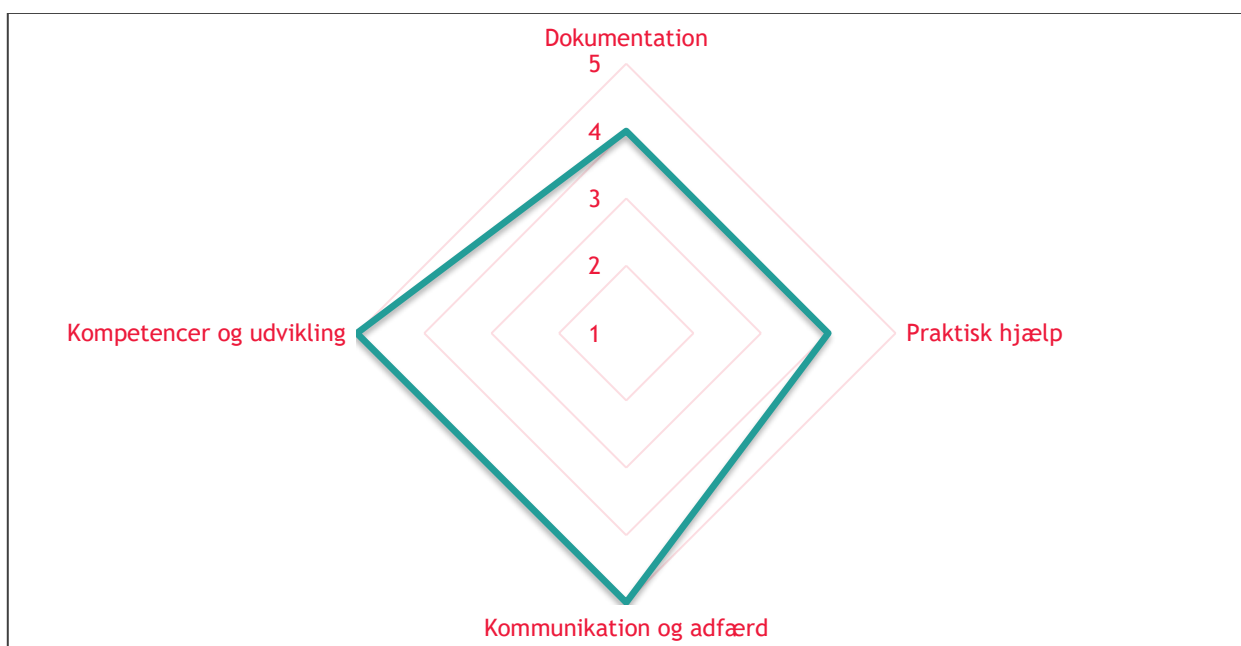 Dokumentation
5
4
3
2
Kompetencer og udvikling
1
Praktisk hjælp
Kommunikation og adfærd